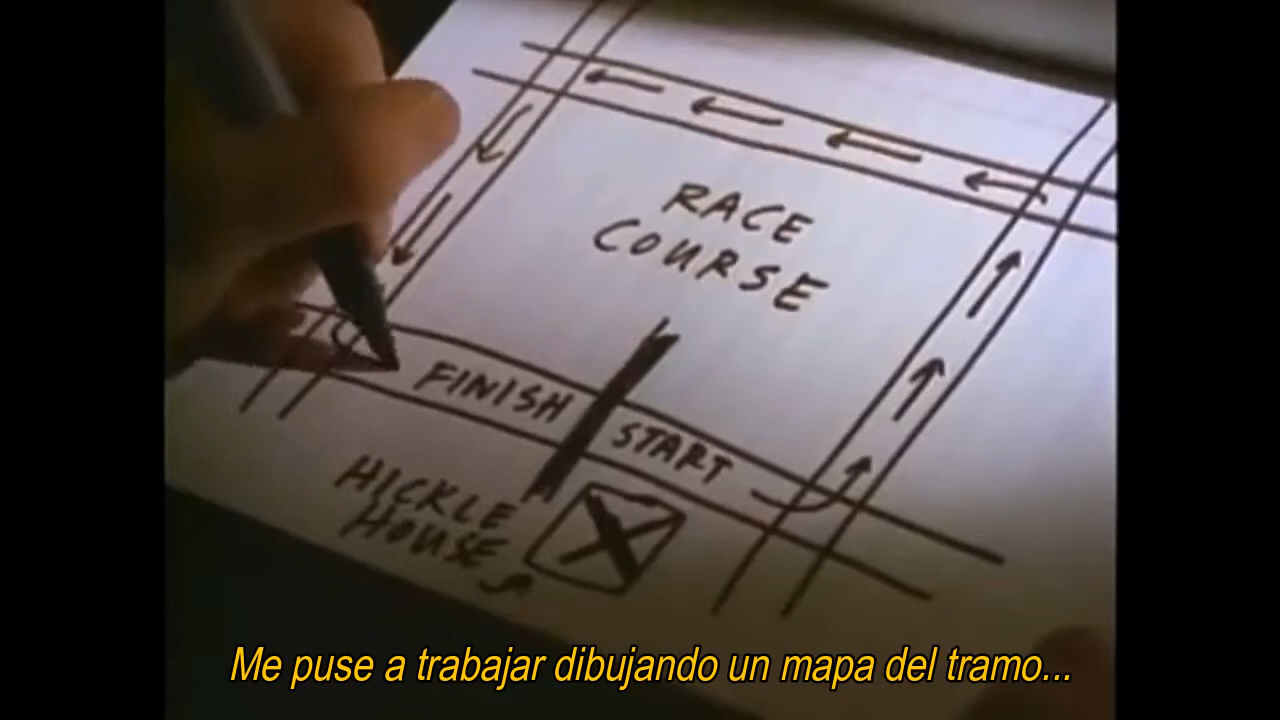 RACE
COURSE
FINISH START
HICKLE
HOUSE
X
Me puse a trabajar dibujando un mapa del tramo...